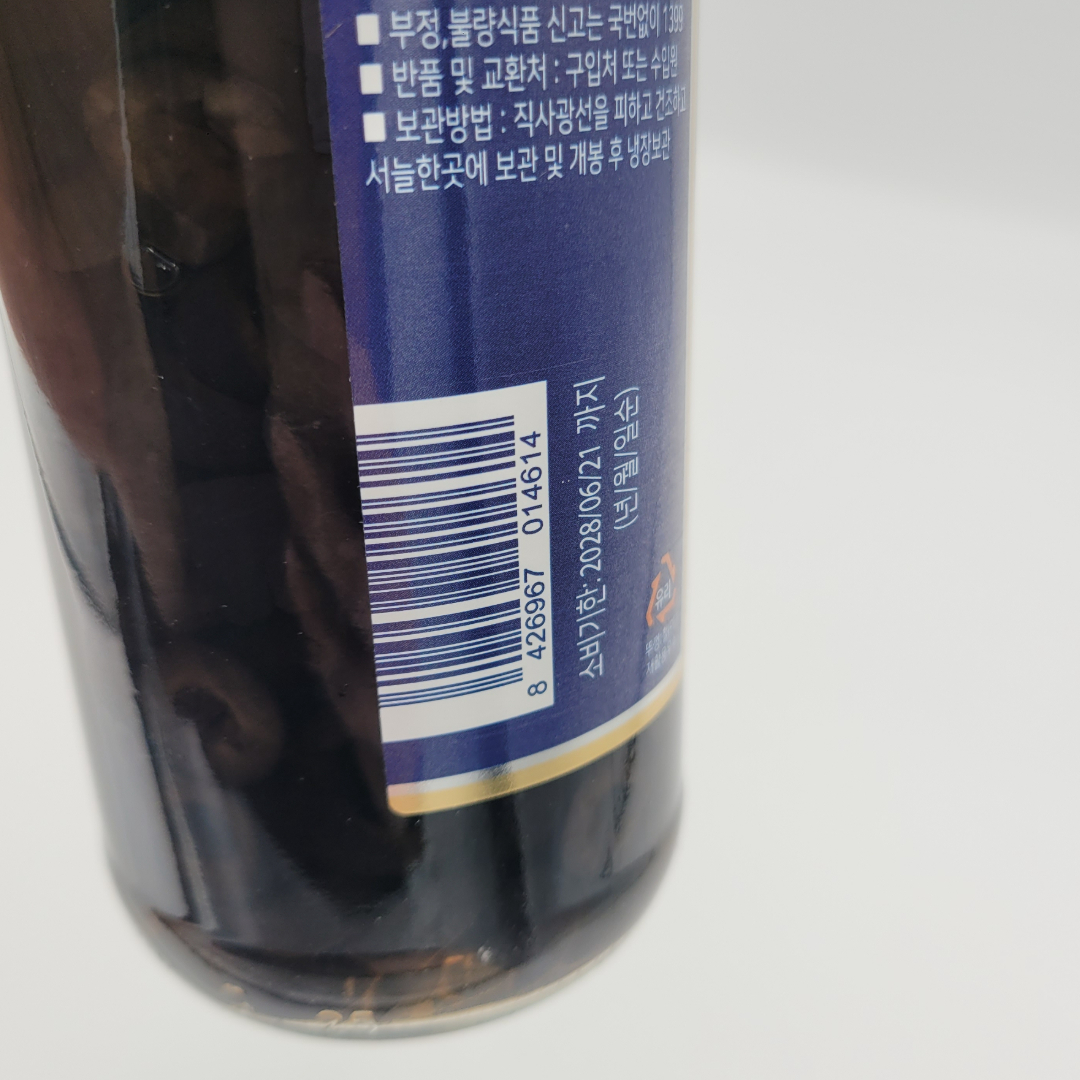 ■ 부정,불량식품 신고는 국번없이 1399
■ 반품 및 교환처 : 구입처 또는 수입원
■ 보관방법 : 직사광선을 피하고 건조하고
서늘한곳에 보관 및 개봉 후 냉장보관
8 426967 014614
소비기한:2028/06/21 까지
(년/월/일순)
유리